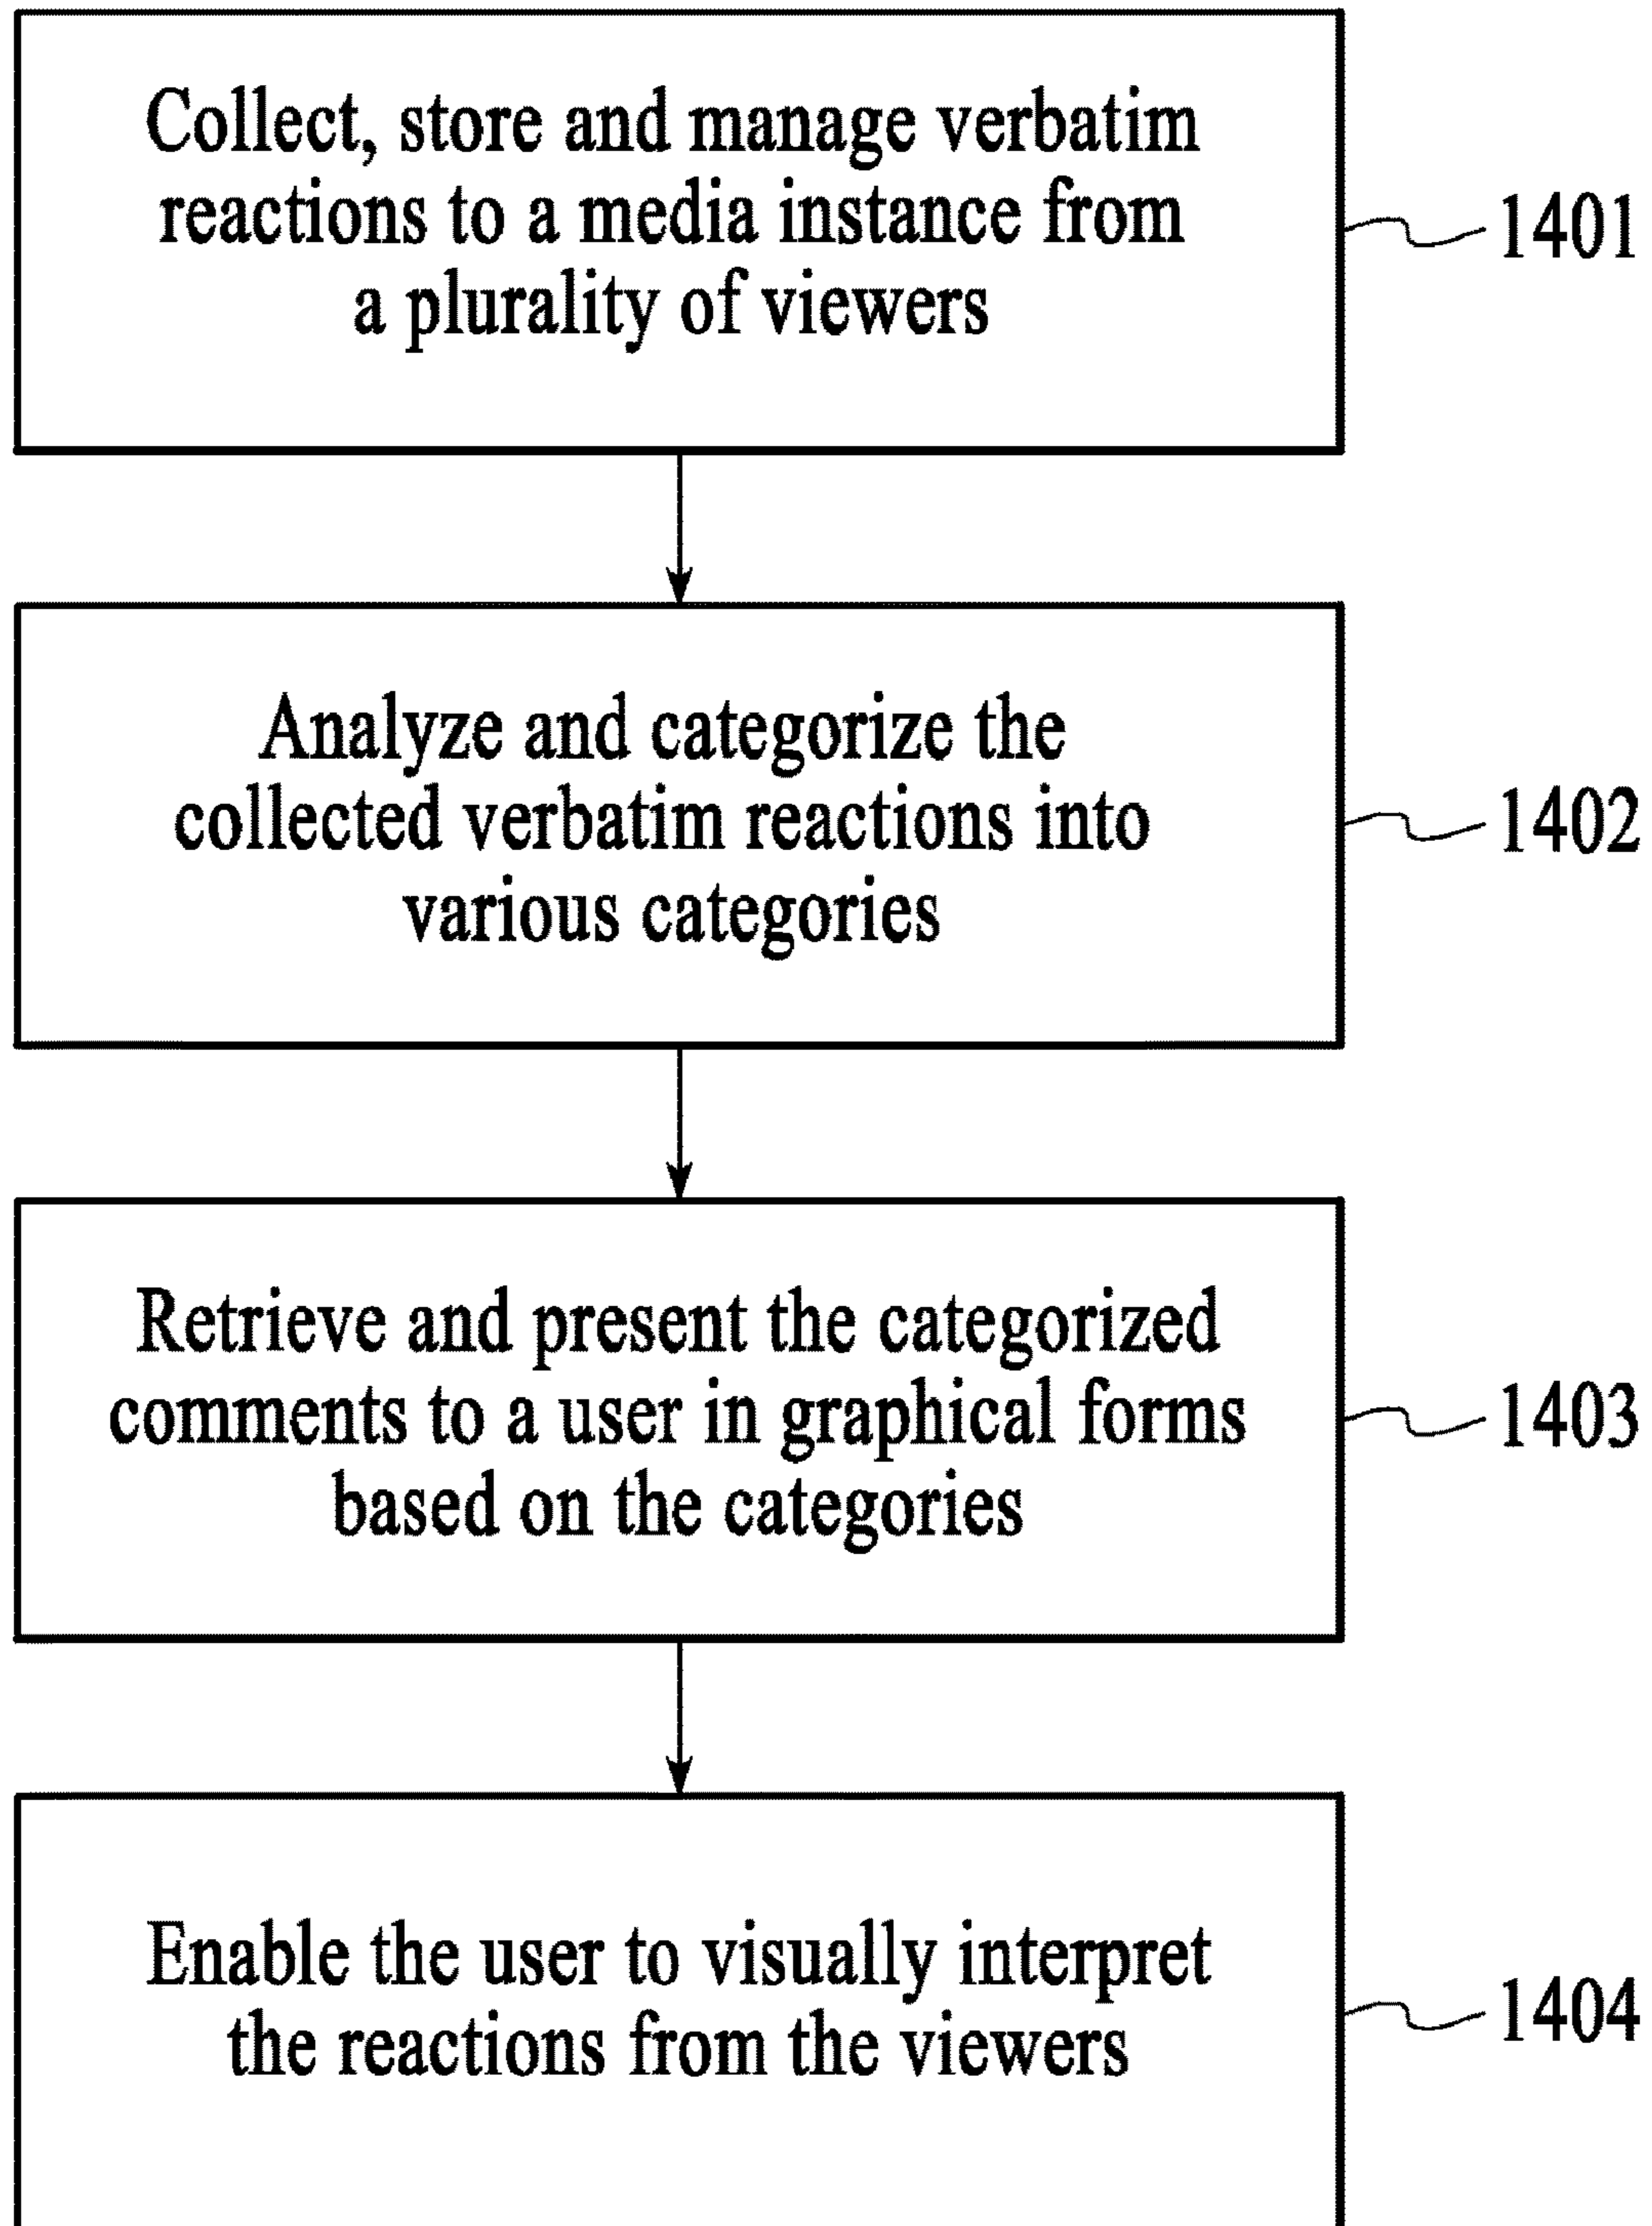 Collect, store and manage verbatim
reactions to a media instance from
a plurality of viewers
1401
Analyze and categorize the
collected verbatim reactions into
various categories
1402
Retrieve and present the categorized
comments to a user in graphical forms
based on the categories
1403
Enable the user to visually interpret
the reactions from the viewers
1404